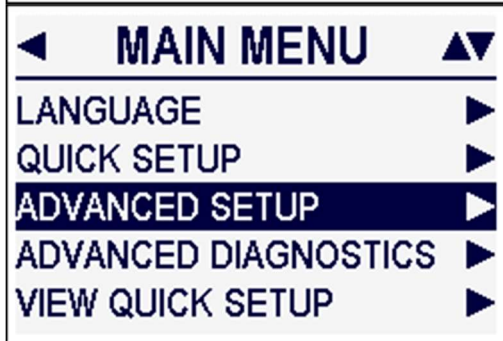 MAIN MENU
LANGUAGE
QUICK SETUP
ADVANCED SETUP
ADVANCED DIAGNOSTICS
VIEW QUICK SETUP